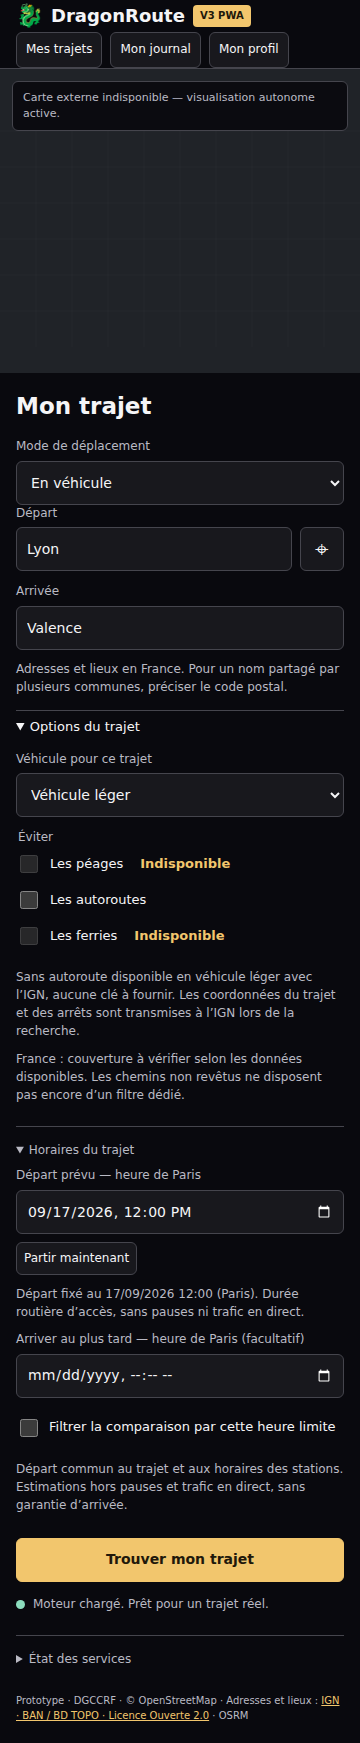 DragonRoute V3 PWA
Mes trajets Mon journal Mon profil
Carte externe indisponible — visualisation autonome
active.
Mon trajet
Mode de déplacement
En véhicule
Départ
Lyon
Arrivée
Valence
Adresses et lieux en France. Pour un nom partagé par
plusieurs communes, préciser le code postal.
▼ Options du trajet
Véhicule pour ce trajet
Véhicule léger
Éviter
Les péages Indisponible
Les autoroutes
Les ferries Indisponible
Sans autoroute disponible en véhicule léger avec
l’IGN, aucune clé à fournir. Les coordonnées du trajet
et des arrêts sont transmises à l’IGN lors de la
recherche.
France : couverture à vérifier selon les données
disponibles. Les chemins non revêtus ne disposent
pas encore d’un filtre dédié.
▼ Horaires du trajet
Départ prévu — heure de Paris
09/17/2026, 12:00 PM
Partir maintenant
Départ fixé au 17/09/2026 12:00 (Paris). Durée
routière d’accès, sans pauses ni trafic en direct.
Arriver au plus tard — heure de Paris (facultatif)
mm/dd/yyyy, --:-- --
Filtrer la comparaison par cette heure limite
Départ commun au trajet et aux horaires des stations.
Estimations hors pauses et trafic en direct, sans
garantie d’arrivée.
Trouver mon trajet
Moteur chargé. Prêt pour un trajet réel.
▶ État des services
Prototype · DGCCRF · © OpenStreetMap · Adresses et lieux : IGN
· BAN / BD TOPO · Licence Ouverte 2.0 · OSRM